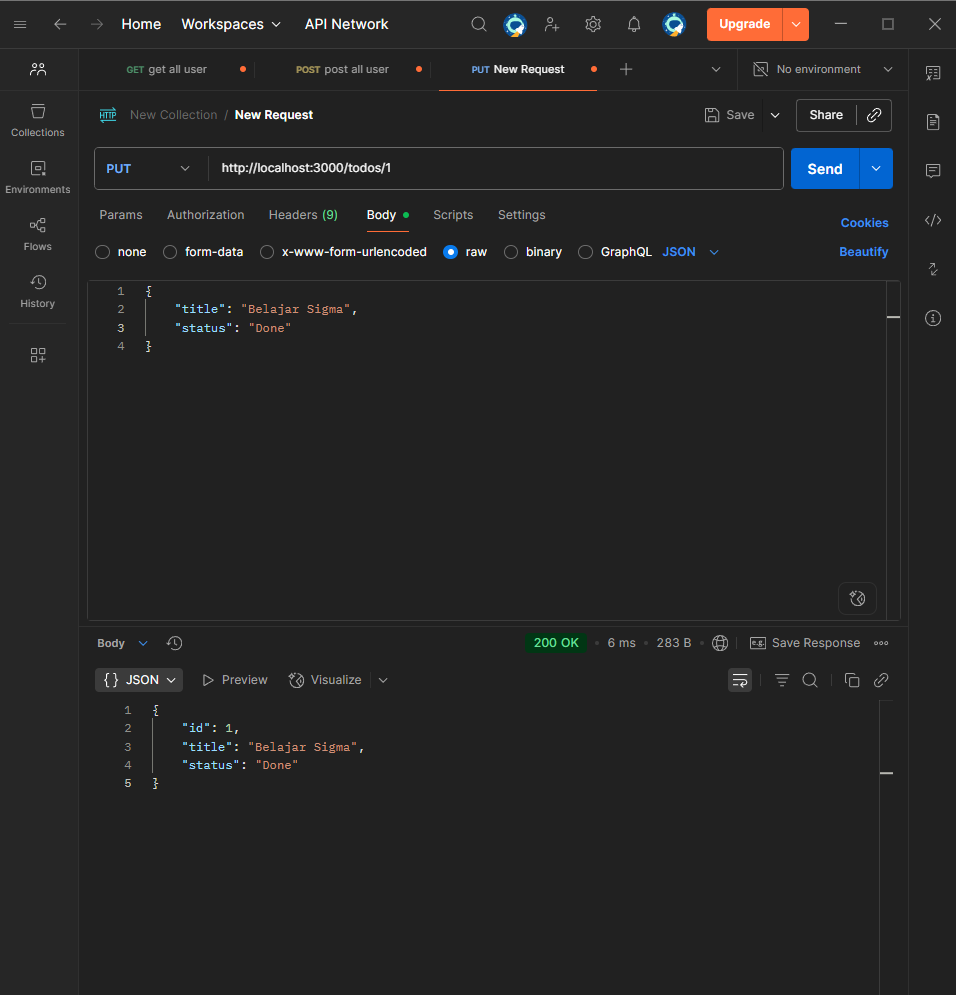 Home Workspaces API Network Upgrade
GET get all user POST post all user PUT New Request No environment
HTTP New Collection / New Request Save Share
Collections
PUT http://localhost:3000/todos/1 Send
Environments
Params Authorization Headers (9) Body Scripts Settings Cookies
Flows
none form-data x-www-form-urlencoded raw binary GraphQL JSON Beautify
History
1 {
2 "title": "Belajar Sigma",
3 "status": "Done"
4 }
Body 200 OK 6 ms 283 B e.g. Save Response
{} JSON Preview Visualize
1 {
2 "id": 1,
3 "title": "Belajar Sigma",
4 "status": "Done"
5 }